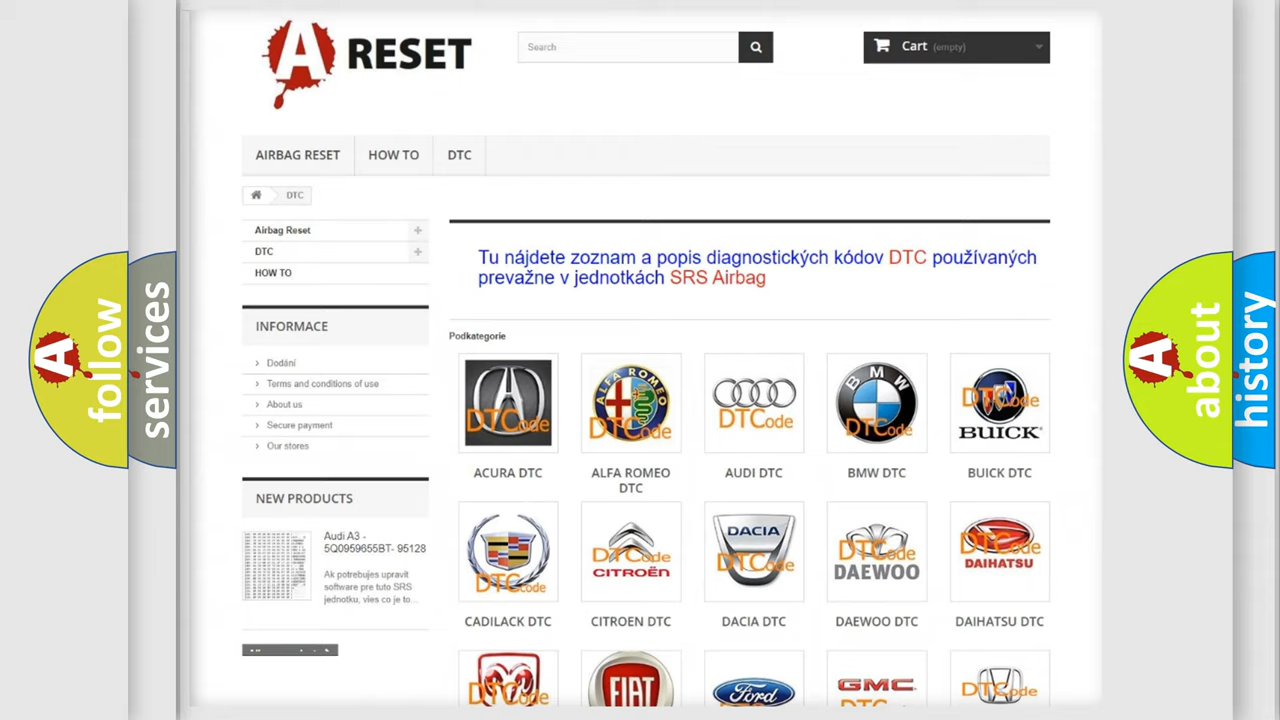 A RESET
Search
Cart (empty)
AIRBAG RESET
HOW TO
DTC
DTC
Airbag Reset
DTC
HOW TO
Tu nájdete zoznam a popis diagnostických kódov DTC používaných
prevažne v jednotkách SRS Airbag
INFORMACE
Dodání
Terms and conditions of use
About us
Secure payment
Our stores
NEW PRODUCTS
Audi A3 -
5Q0959655BT- 95128
Ak potrebujes upravit
software pre tuto SRS
jednotku, vies co je to...
Podkategorie
DTCode
ALFA ROMEO
DTCode
DTCode
BMW
DTCode
DTCode
BUICK
ACURA DTC
ALFA ROMEO
DTC
AUDI DTC
BMW DTC
BUICK DTC
DTCode
DTCode
CITROËN
DACIA
DTCode
DTCode
DAEWOO
DTCode
DAIHATSU
CADILACK DTC
CITROEN DTC
DACIA DTC
DAEWOO DTC
DAIHATSU DTC
DTCode
FIAT
Ford
GMC
DTCode
A follow
services
A about
history